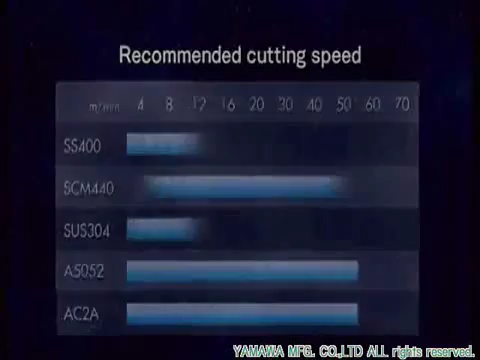 Recommended cutting speed
m/min 4 8 12 16 20 30 40 50 60 70
SS400
SCM440
SUS304
A5052
AC2A
YAMAWA MFG. CO.,LTD ALL rights reserved.